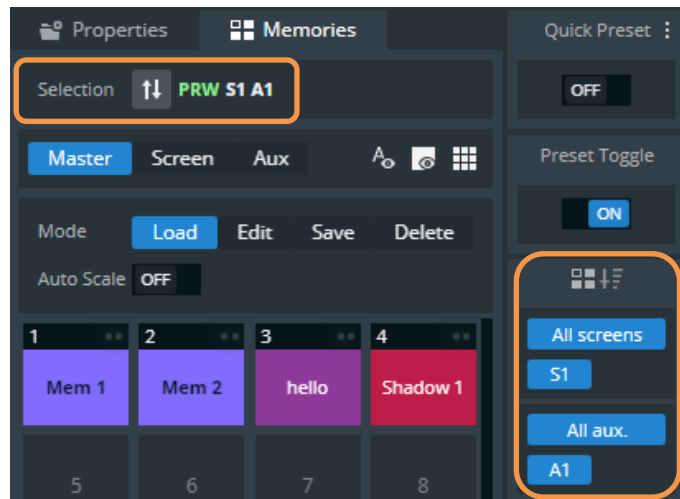 Properties
Memories
Selection PRW S1 A1
Master Screen Aux A
Mode Load Edit Save Delete
Auto Scale OFF
1 2 3 4
Mem 1 Mem 2 hello Shadow 1
5 6 7 8
Quick Preset
OFF
Preset Toggle
ON
All screens
S1
All aux.
A1